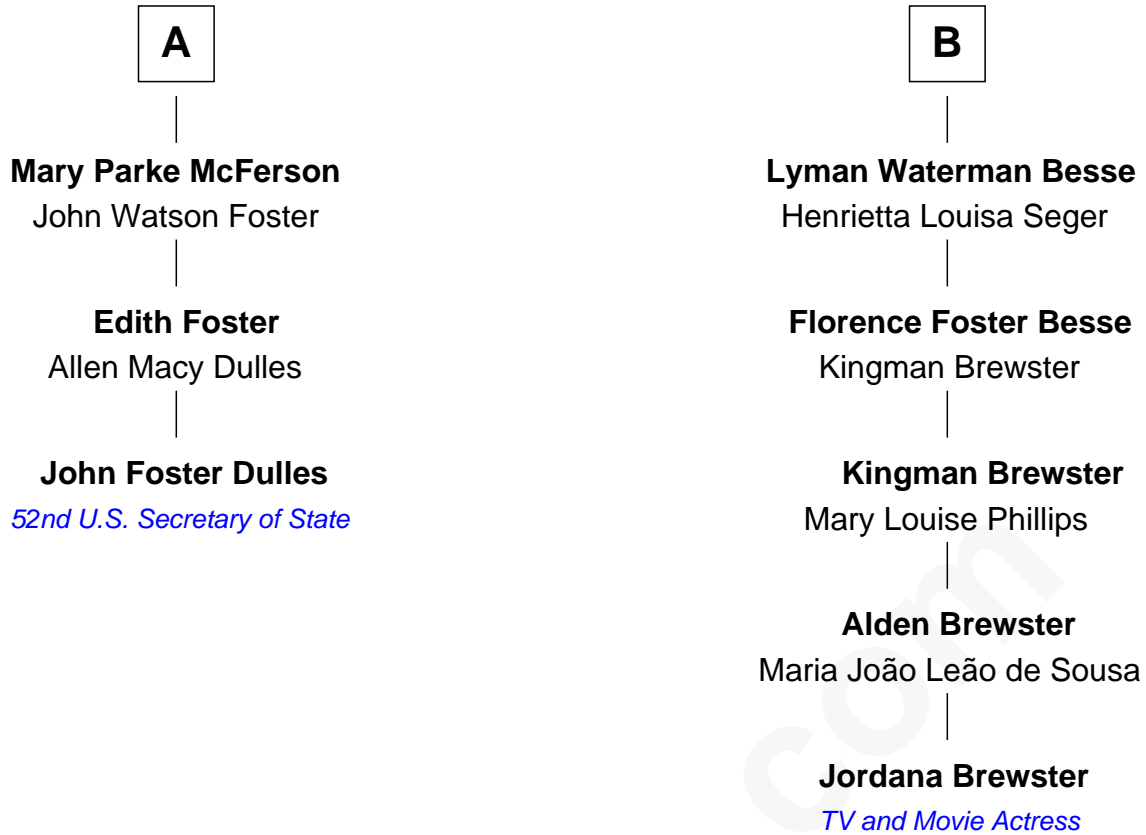 A
Mary Parke McFerson
John Watson Foster
Edith Foster
Allen Macy Dulles
John Foster Dulles
52nd U.S. Secretary of State
B
Lyman Waterman Besse
Henrietta Louisa Seger
Florence Foster Besse
Kingman Brewster
Kingman Brewster
Mary Louise Phillips
Alden Brewster
Maria João Leão de Sousa
Jordana Brewster
TV and Movie Actress
com